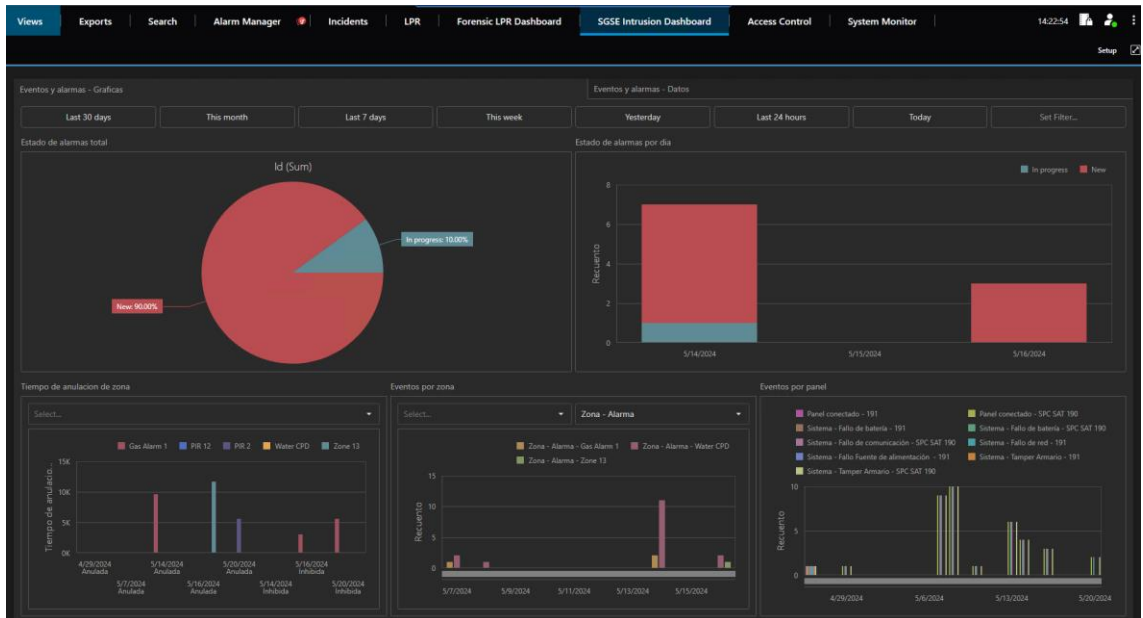 Views Exports Search Alarm Manager Incidents LPR Forensic LPR Dashboard SGSE Intrusion Dashboard Access Control System Monitor 14:22:54
Setup
Eventos y alarmas - Graficas Eventos y alarmas - Datos
Last 30 days This month Last 7 days This week Yesterday Last 24 hours Today Set Filter...
Estado de alarmas total
Id (Sum)
In progress: 10.00%
New: 90.00%
Estado de alarmas por dia
In progress New
8
6
4
2
0
Recuento
5/14/2024 5/15/2024 5/16/2024
Tiempo de anulacion de zona
Select...
Gas Alarm 1 PIR 12 PIR 2 Water CPD Zone 13
15K
10K
5K
0K
Tiempo de anulacio...
4/29/2024 Anulada
5/7/2024 Anulada
5/14/2024 Anulada
5/16/2024 Anulada
5/20/2024 Anulada
5/14/2024 Inhibida
5/16/2024 Inhibida
5/20/2024 Inhibida
Eventos por zona
Select... Zona - Alarma
Zona - Alarma - Gas Alarm 1 Zona - Alarma - Water CPD
Zona - Alarma - Zone 13
15
10
5
0
Recuento
5/7/2024 5/9/2024 5/11/2024 5/13/2024 5/15/2024
Eventos por panel
Panel conectado - 191 Panel conectado - SPC SAT 190
Sistema - Fallo de batería - 191 Sistema - Fallo de batería - SPC SAT 190
Sistema - Fallo de comunicación - SPC SAT 190 Sistema - Fallo de red - 191
Sistema - Fallo Fuente de alimentación - 191 Sistema - Tamper Armario - 191
Sistema - Tamper Armario - SPC SAT 190
10
5
0
Recuento
4/29/2024 5/6/2024 5/13/2024 5/20/2024